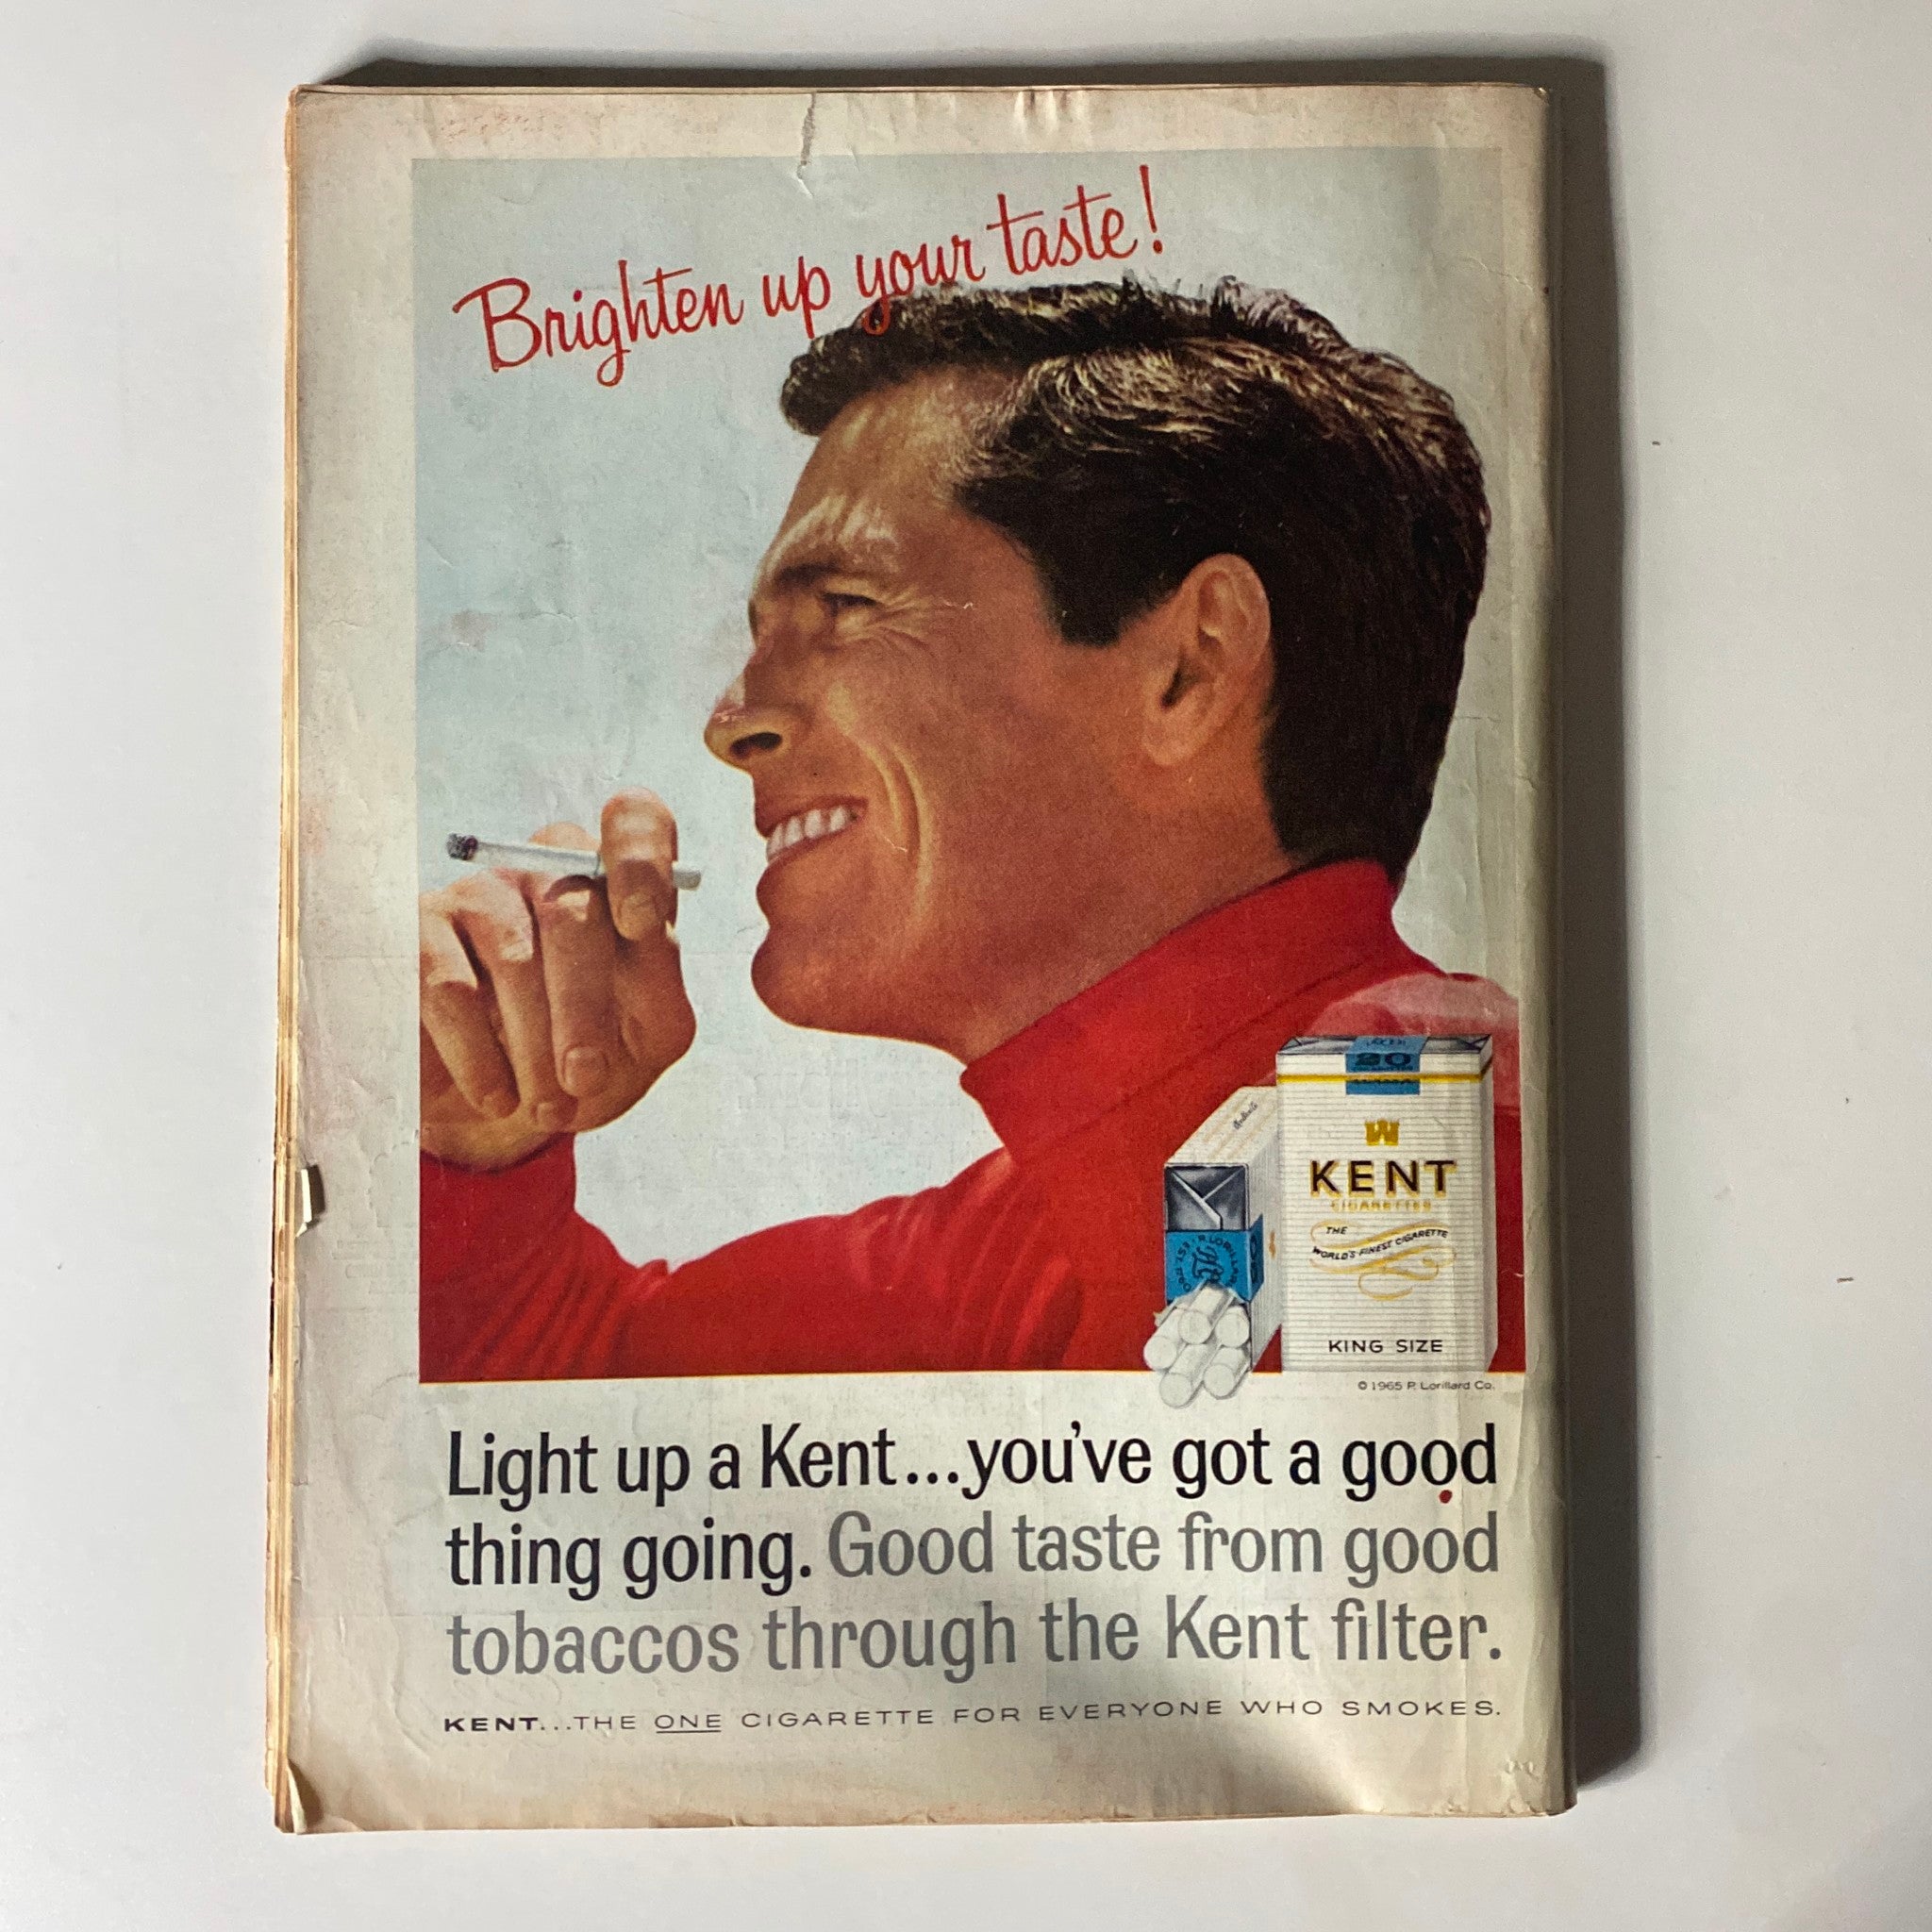 Brighten up your taste!
20
KENT
CIGARETTES
THE
WORLD'S FINEST CIGARETTE
KING SIZE
© 1965 P. Lorillard Co.
Light up a Kent...you've got a good
thing going. Good taste from good
tobaccos through the Kent filter.
KENT...THE ONE CIGARETTE FOR EVERYONE WHO SMOKES.